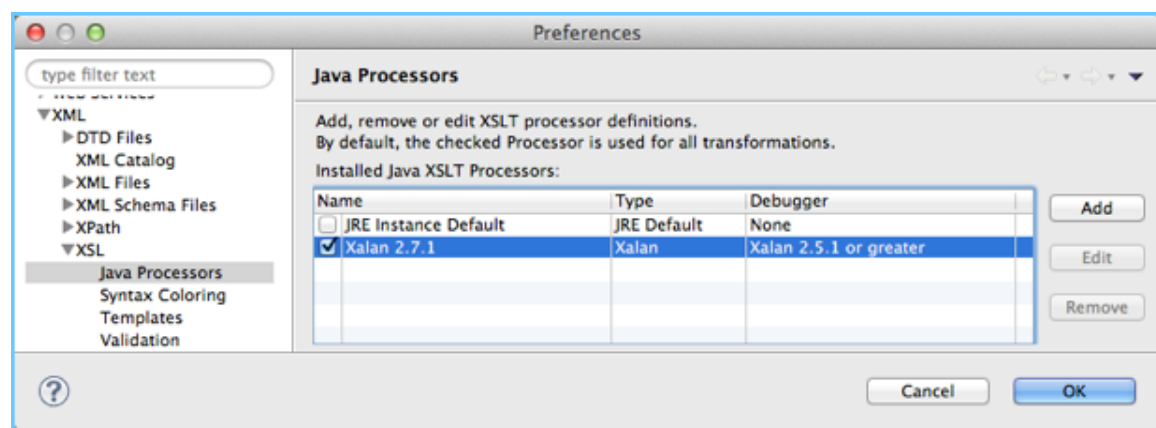 Preferences
type filter text
XML
DTD Files
XML Catalog
XML Files
XML Schema Files
XPath
XSL
Java Processors
Syntax Coloring
Templates
Validation
Java Processors
Add, remove or edit XSLT processor definitions.
By default, the checked Processor is used for all transformations.
Installed Java XSLT Processors:
Name Type Debugger
JRE Instance Default JRE Default None
Xalan 2.7.1 Xalan Xalan 2.5.1 or greater
Add
Edit
Remove
?
Cancel OK